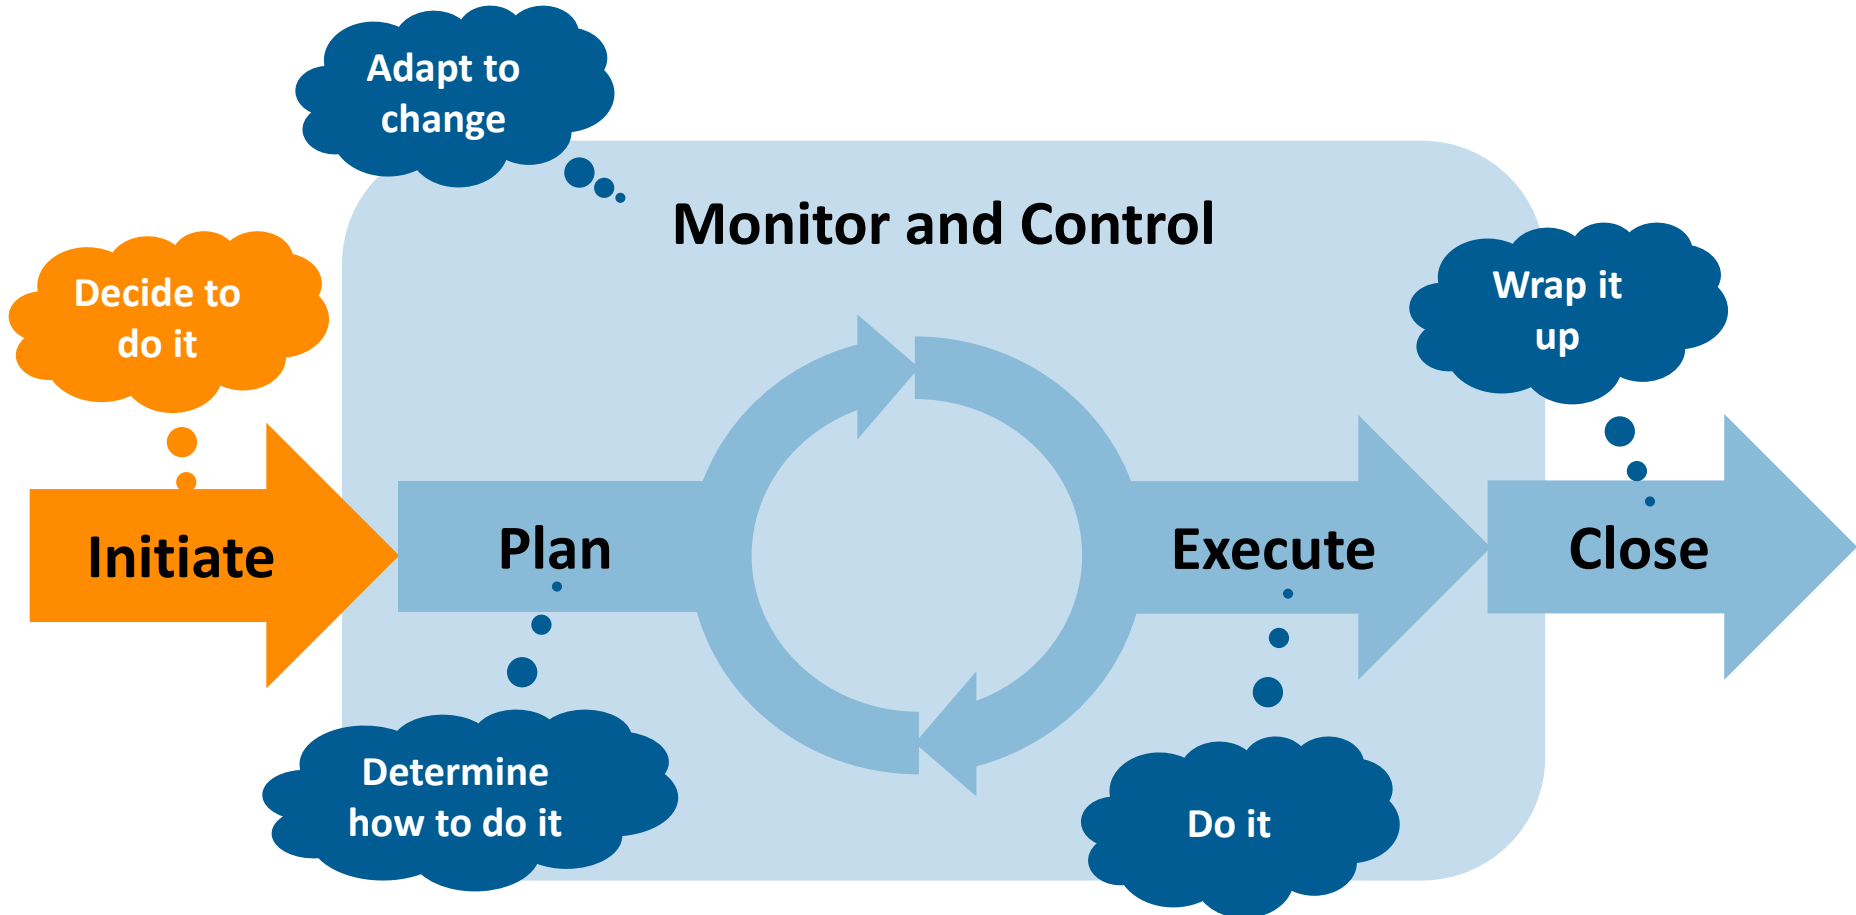 Adapt to
change
Monitor and Control
Decide to
do it
Wrap it
up
Initiate
Plan
Execute
Close
Determine
how to do it
Do it